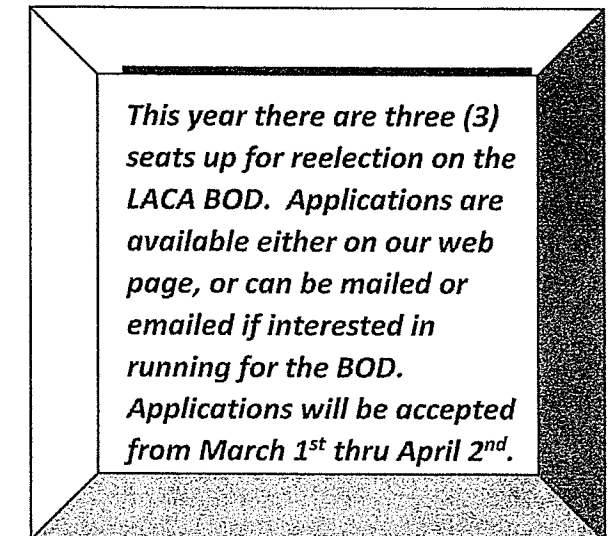 This year there are three (3)
seats up for reelection on the
LACA BOD.  Applications are
available either on our web
page, or can be mailed or
emailed if interested in
running for the BOD.
Applications will be accepted
from March 1st thru April 2nd.